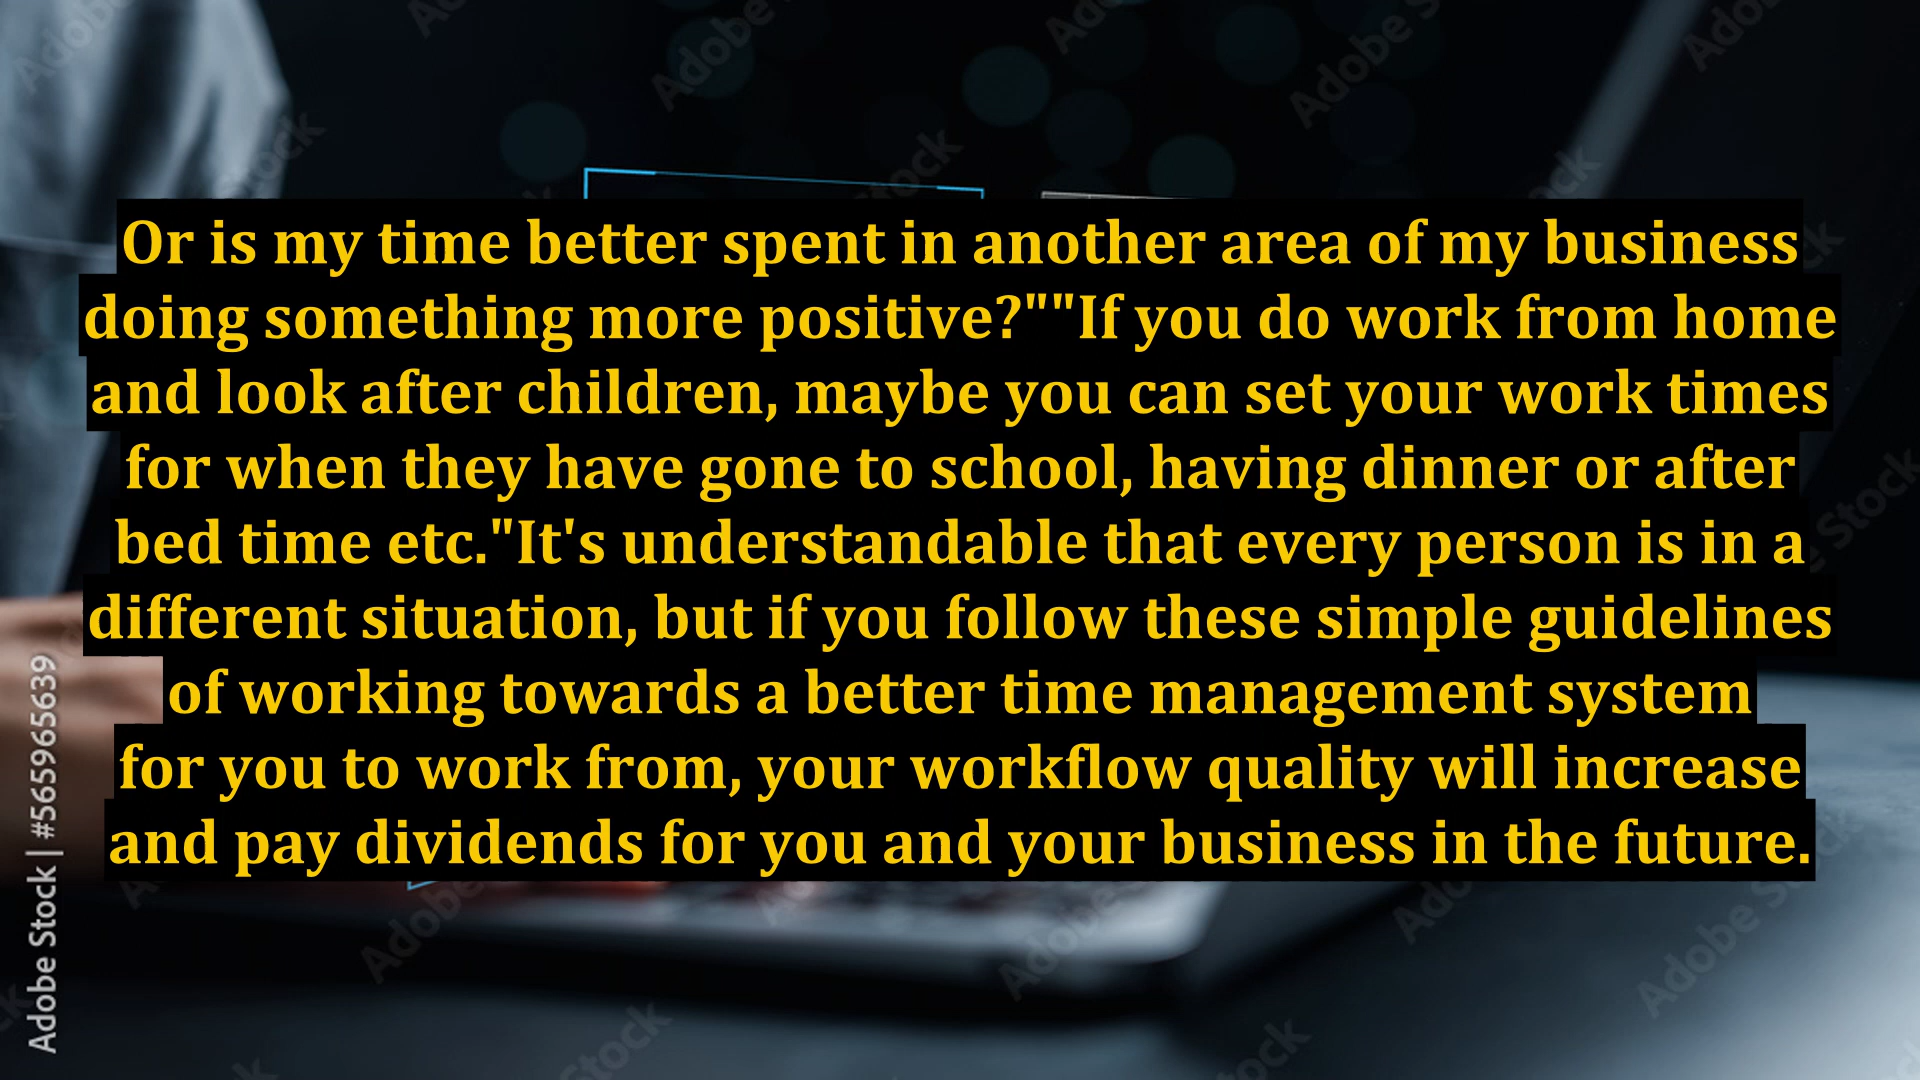 Or is my time better spent in another area of my business
doing something more positive?""If you do work from home
and look after children, maybe you can set your work times
for when they have gone to school, having dinner or after
bed time etc."It's understandable that every person is in a
different situation, but if you follow these simple guidelines
of working towards a better time management system
for you to work from, your workflow quality will increase
and pay dividends for you and your business in the future.
Adobe Stock | #565965639